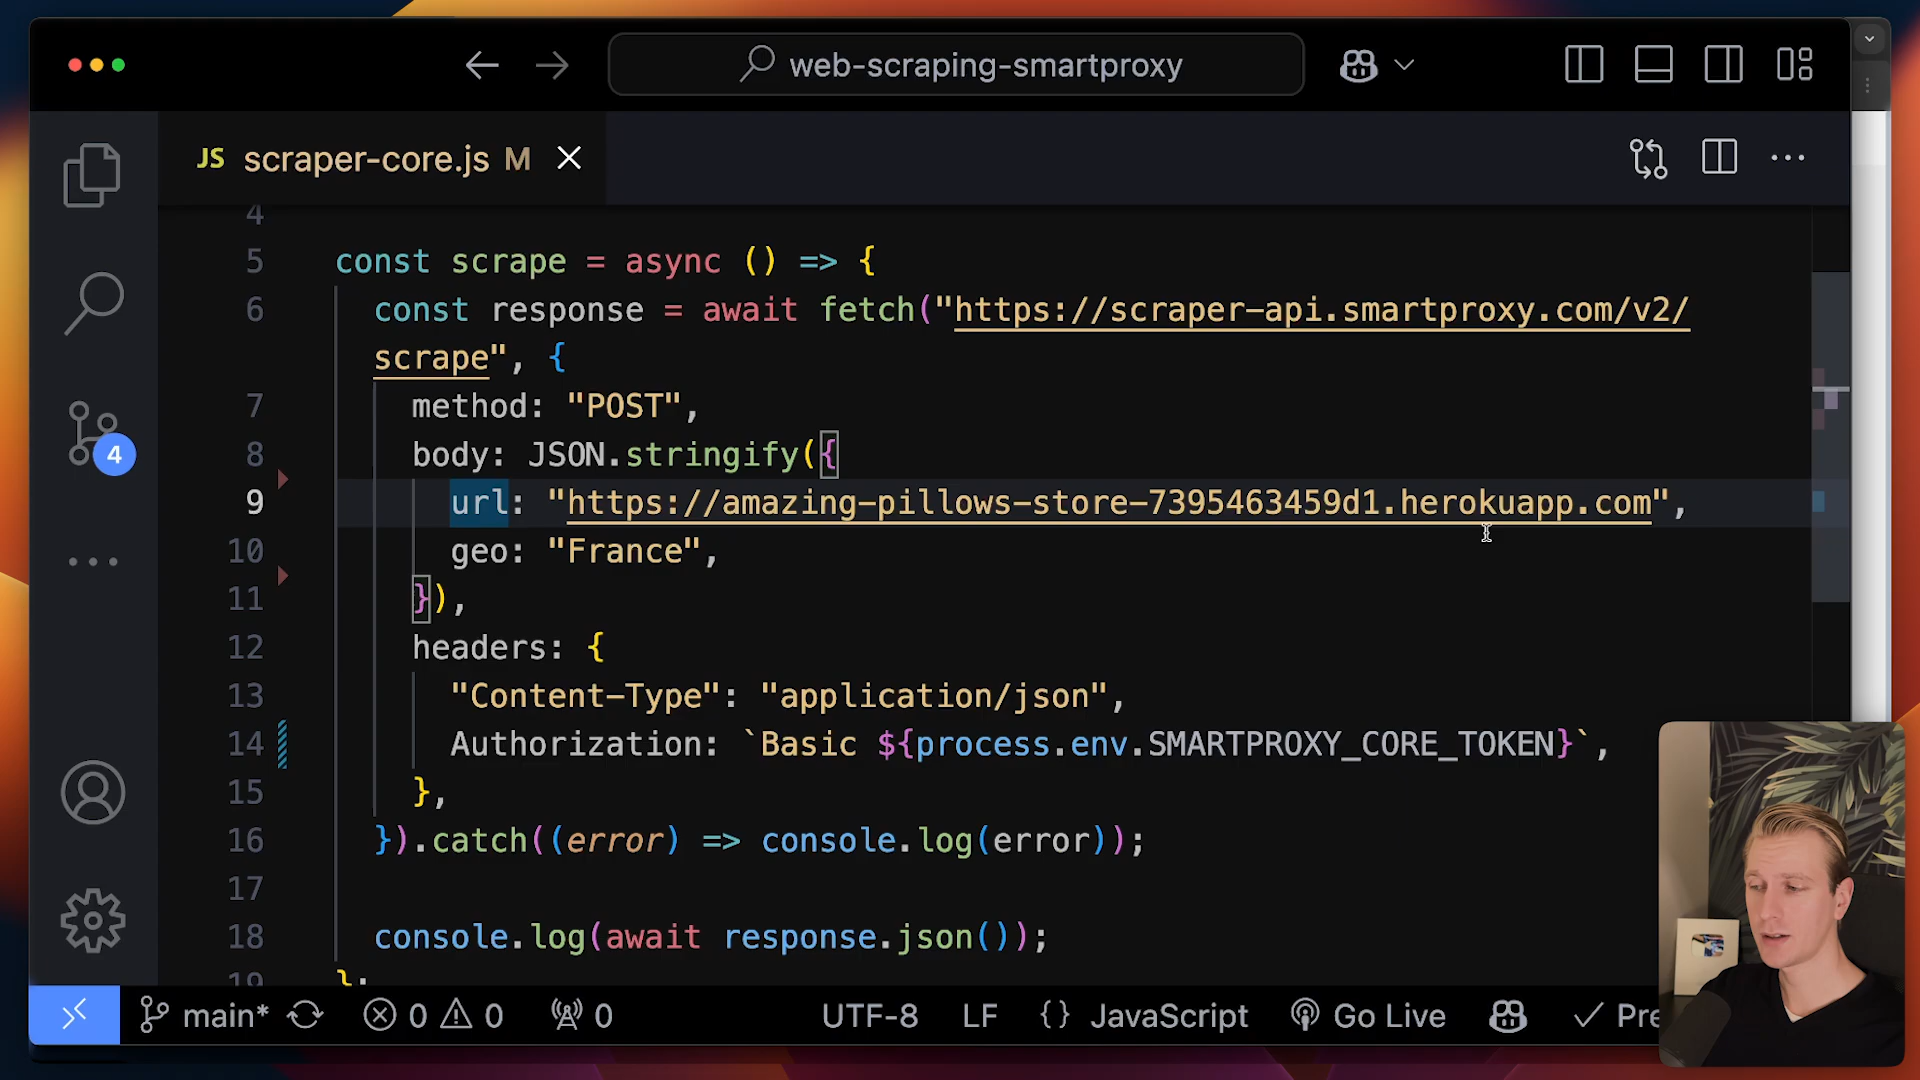 web-scraping-smartproxy
JS scraper-core.js M
4
5 const scrape = async () => {
6 const response = await fetch("https://scraper-api.smartproxy.com/v2/
scrape", {
7 method: "POST",
8 body: JSON.stringify({
9 url: "https://amazing-pillows-store-7395463459d1.herokuapp.com",
10 geo: "France",
11 }),
12 headers: {
13 "Content-Type": "application/json",
14 Authorization: `Basic ${process.env.SMARTPROXY_CORE_TOKEN}`,
15 },
16 }).catch((error) => console.log(error));
17
18 console.log(await response.json());
19 };
4
main* 0 0 0 UTF-8 LF {} JavaScript Go Live Pre